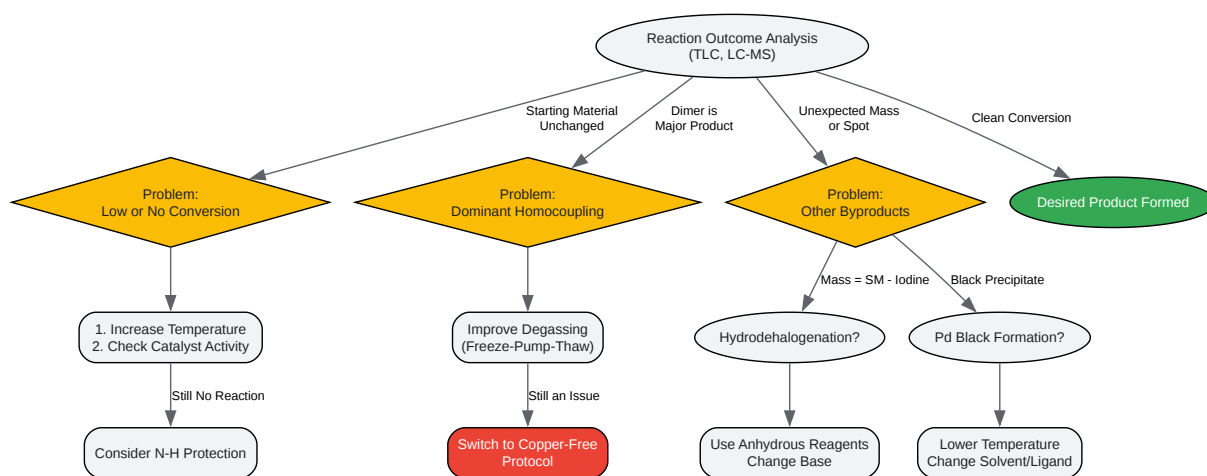 Reaction Outcome Analysis
(TLC, LC-MS)
Starting Material
Unchanged
Dimer is
Major Product
Unexpected Mass
or Spot
Clean Conversion
Problem:
Low or No Conversion
Problem:
Dominant Homocoupling
Problem:
Other Byproducts
Desired Product Formed
Mass = SM - Iodine
Black Precipitate
1. Increase Temperature
2. Check Catalyst Activity
Improve Degassing
(Freeze-Pump-Thaw)
Hydrodehalogenation?
Pd Black Formation?
Still No Reaction
Still an Issue
Consider N-H Protection
Switch to Copper-Free
Protocol
Use Anhydrous Reagents
Change Base
Lower Temperature
Change Solvent/Ligand